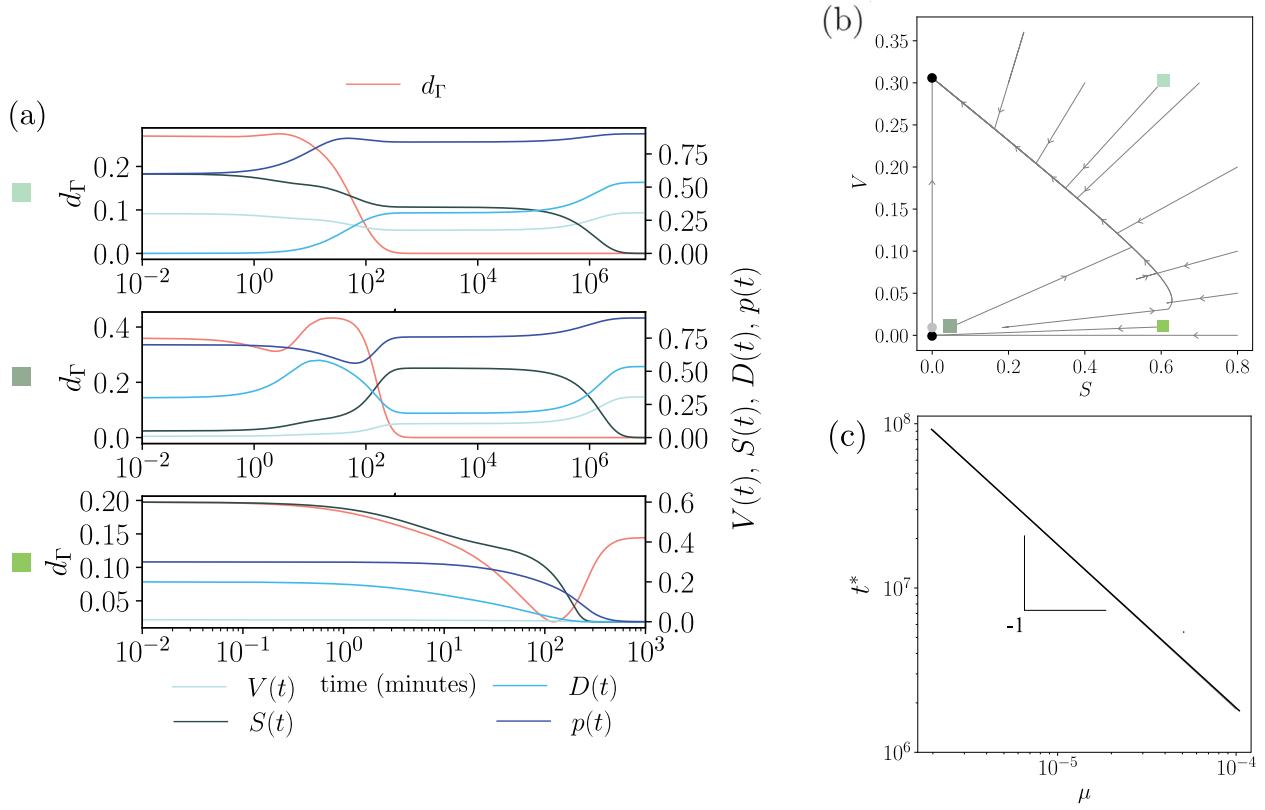 (a)
d_Γ
d_Γ
0.2
0.1
0.0
0.75
0.50
0.25
0.00
10^{-2} 10^0 10^2 10^4 10^6
d_Γ
0.4
0.2
0.0
0.75
0.50
0.25
0.00
10^{-2} 10^0 10^2 10^4 10^6
d_Γ
0.20
0.15
0.10
0.05
0.6
0.4
0.2
0.0
10^{-2} 10^{-1} 10^0 10^1 10^2 10^3
time (minutes)
V(t), S(t), D(t), p(t)
V(t) D(t)
S(t) p(t)
(b)
V
0.35
0.30
0.25
0.20
0.15
0.10
0.05
0.00
0.0 0.2 0.4 0.6 0.8
S
(c)
t*
10^8
10^7
10^6
-1
10^{-5} 10^{-4}
μ